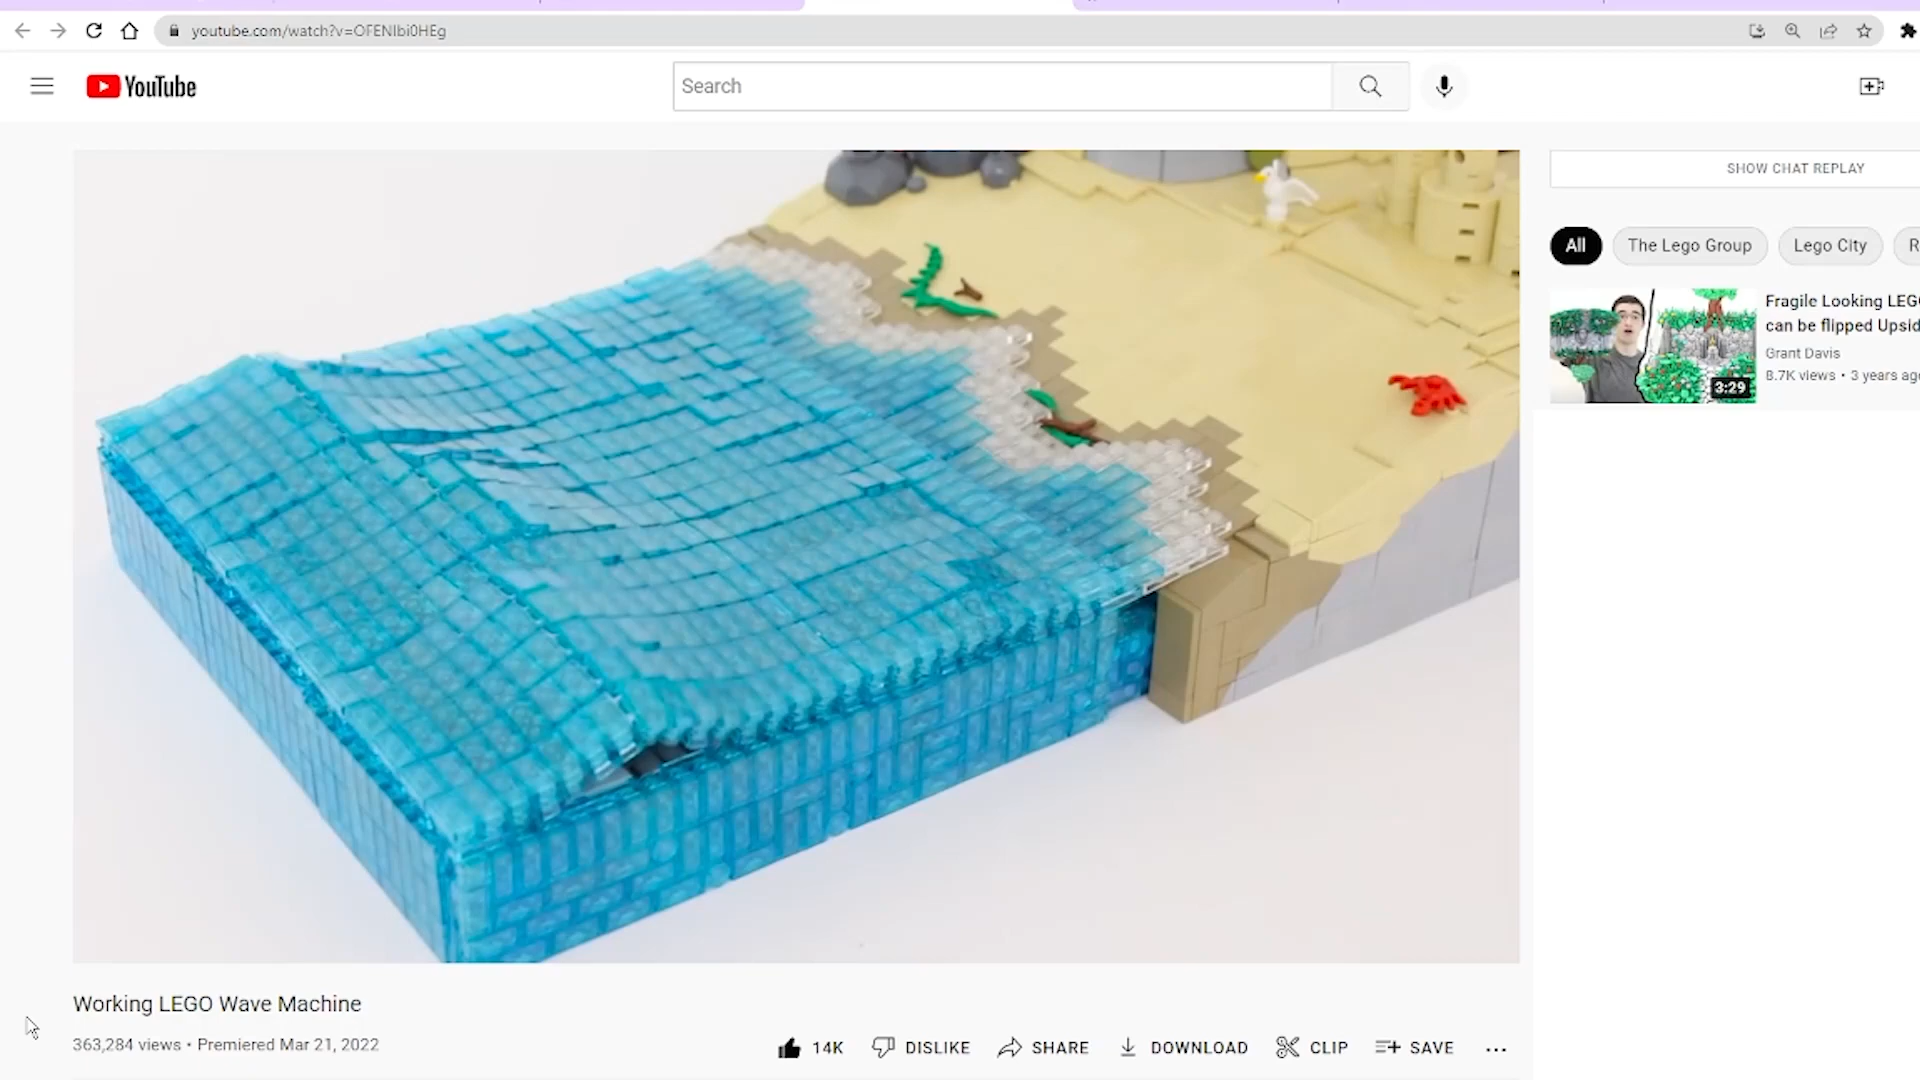 youtube.com/watch?v=OFENIbi0HEg
YouTube
Search
SHOW CHAT REPLAY
All
The Lego Group
Lego City
R
Fragile Looking LEG
can be flipped Upsid
Grant Davis
8.7K views • 3 years ag
3:29
Working LEGO Wave Machine
363,284 views • Premiered Mar 21, 2022
14K
DISLIKE
SHARE
DOWNLOAD
CLIP
SAVE